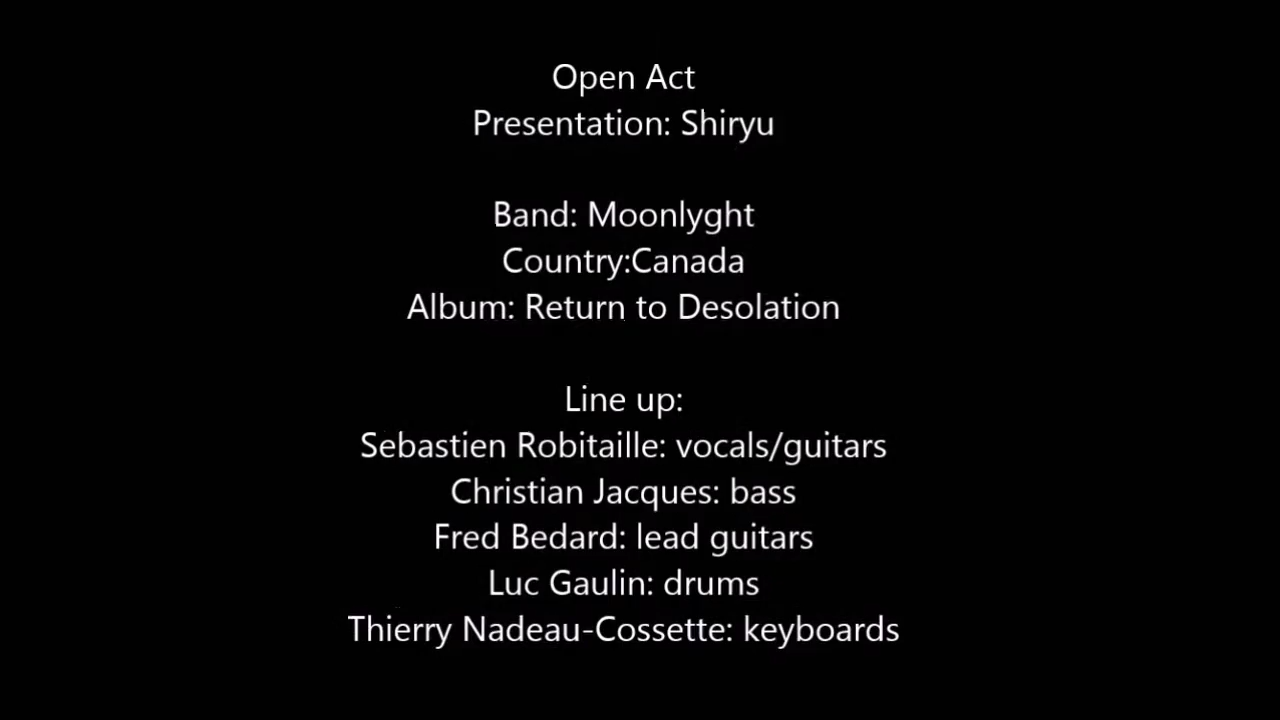 Open Act
Presentation: Shiryu
Band: Moonlyght
Country:Canada
Album: Return to Desolation
Line up:
Sebastien Robitaille: vocals/guitars
Christian Jacques: bass
Fred Bedard: lead guitars
Luc Gaulin: drums
Thierry Nadeau-Cossette: keyboards